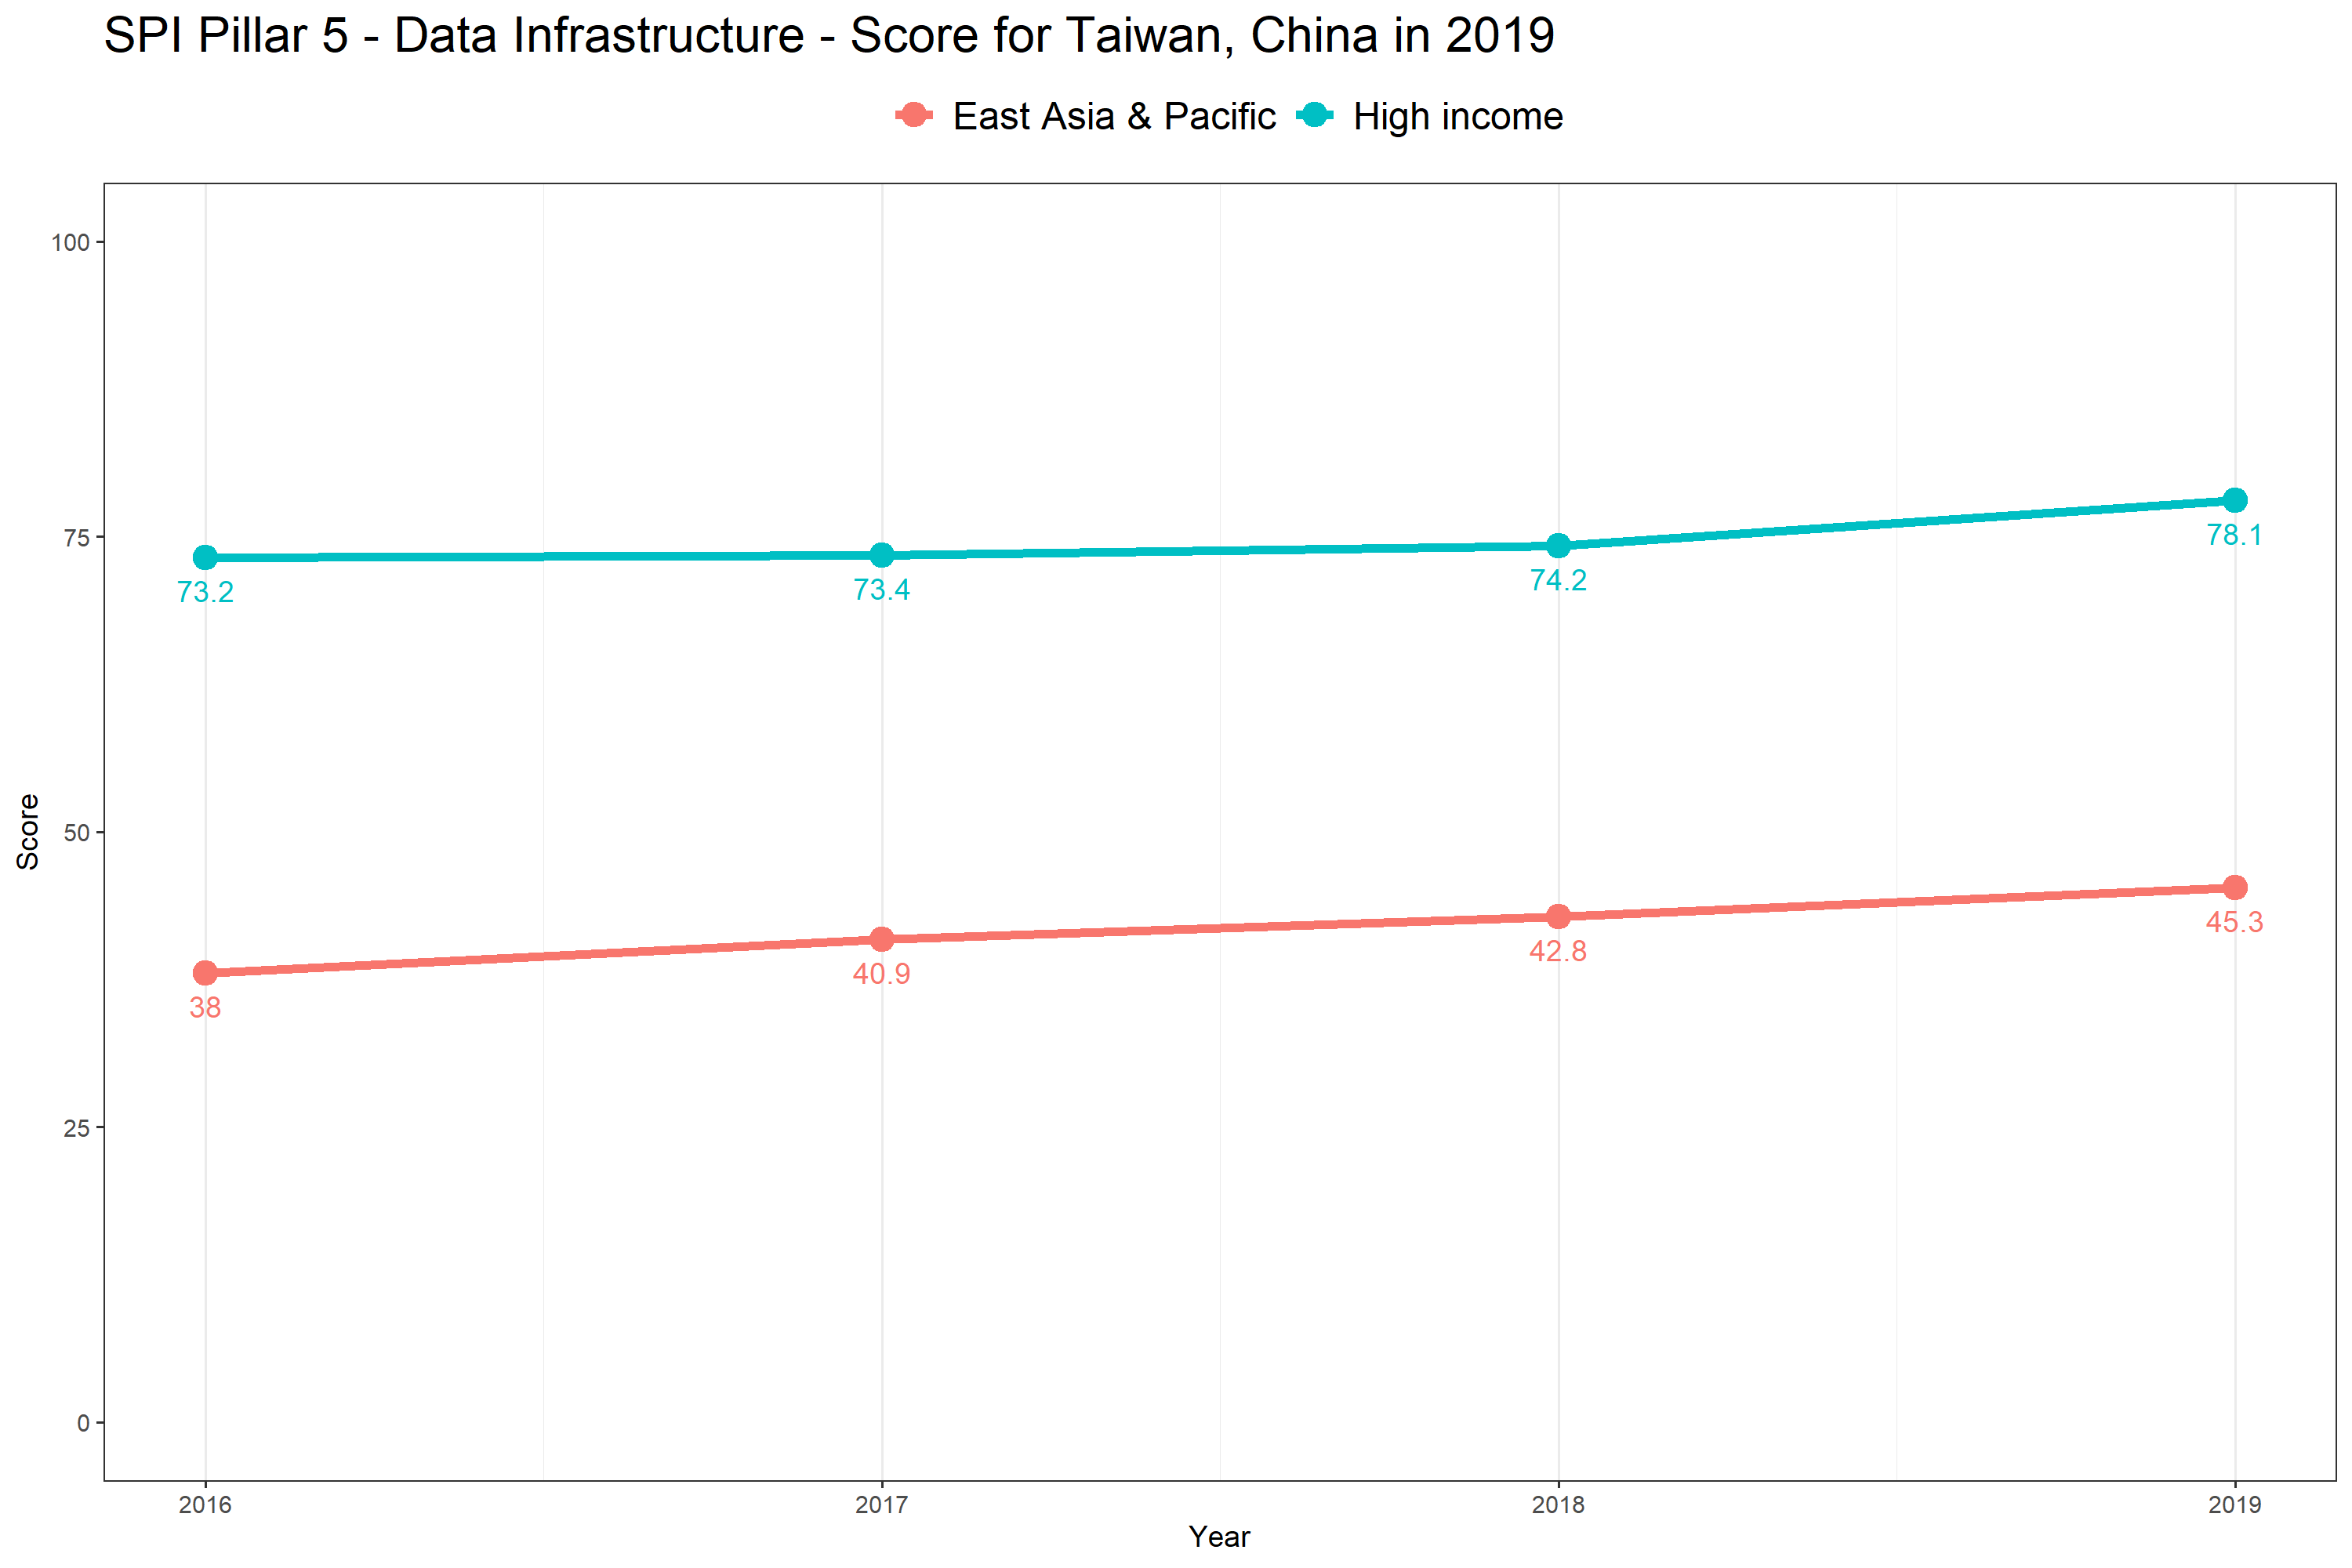 SPI Pillar 5 - Data Infrastructure - Score for Taiwan, China in 2019
East Asia & Pacific High income
100
75
50
25
0
Score
73.2
73.4
74.2
78.1
38
40.9
42.8
45.3
2016 2017 2018 2019
Year